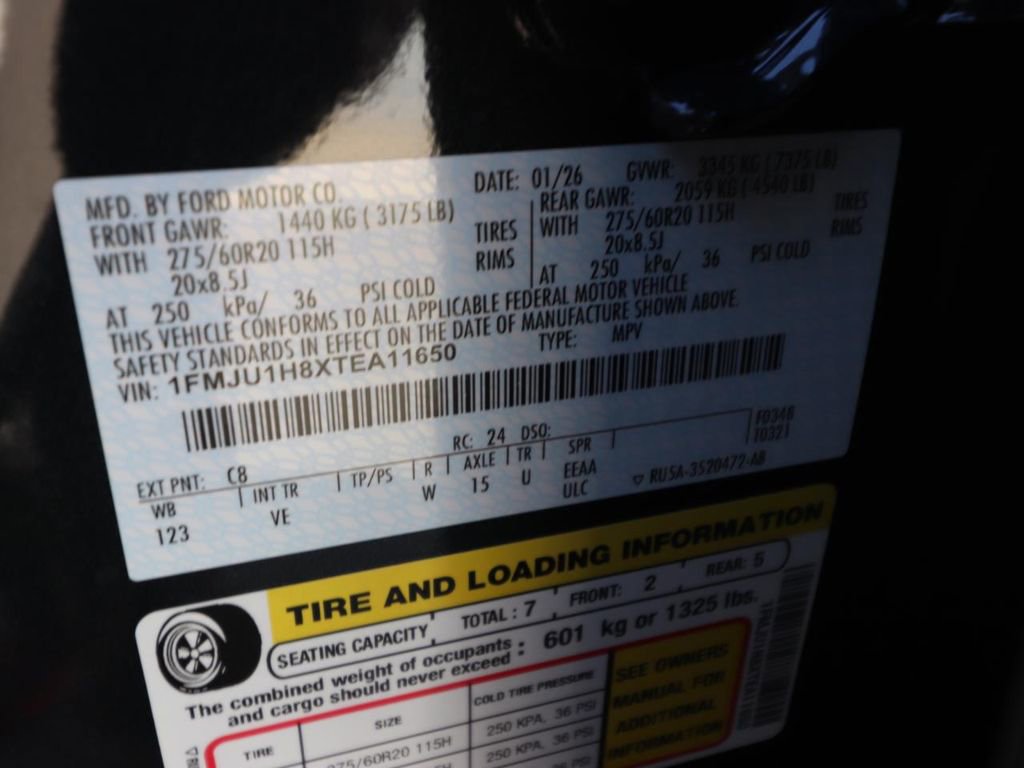 MFD. BY FORD MOTOR CO.
DATE: 01/26 GVWR: 3345 KG ( 7375 LB)
FRONT GAWR: 1440 KG ( 3175 LB)
WITH 275/60R20 115H TIRES
20x8.5J RIMS
AT 250 kPa/ 36 PSI COLD
REAR GAWR: 2059 KG ( 4540 LB)
WITH 275/60R20 115H TIRES
20x8.5J RIMS
AT 250 kPa/ 36 PSI COLD
THIS VEHICLE CONFORMS TO ALL APPLICABLE FEDERAL MOTOR VEHICLE
SAFETY STANDARDS IN EFFECT ON THE DATE OF MANUFACTURE SHOWN ABOVE.
VIN: 1FMJU1H8XTEA11650 TYPE: MPV
F0348
T0321
EXT PNT: C8 RC: 24 DSO:
WB INT TR TP/PS R AXLE TR SPR
123 VE W 15 U EEAA
ULC
RU5A-3520472-AB
TIRE AND LOADING INFORMATION
SEATING CAPACITY TOTAL : 7 FRONT: 2 REAR: 5
The combined weight of occupants
and cargo should never exceed : 601 kg or 1325 lbs.
TIRE SIZE COLD TIRE PRESSURE
275/60R20 115H 250 KPA, 36 PSI
250 KPA, 36 PSI
SEE OWNERS
MANUAL FOR
ADDITIONAL
INFORMATION